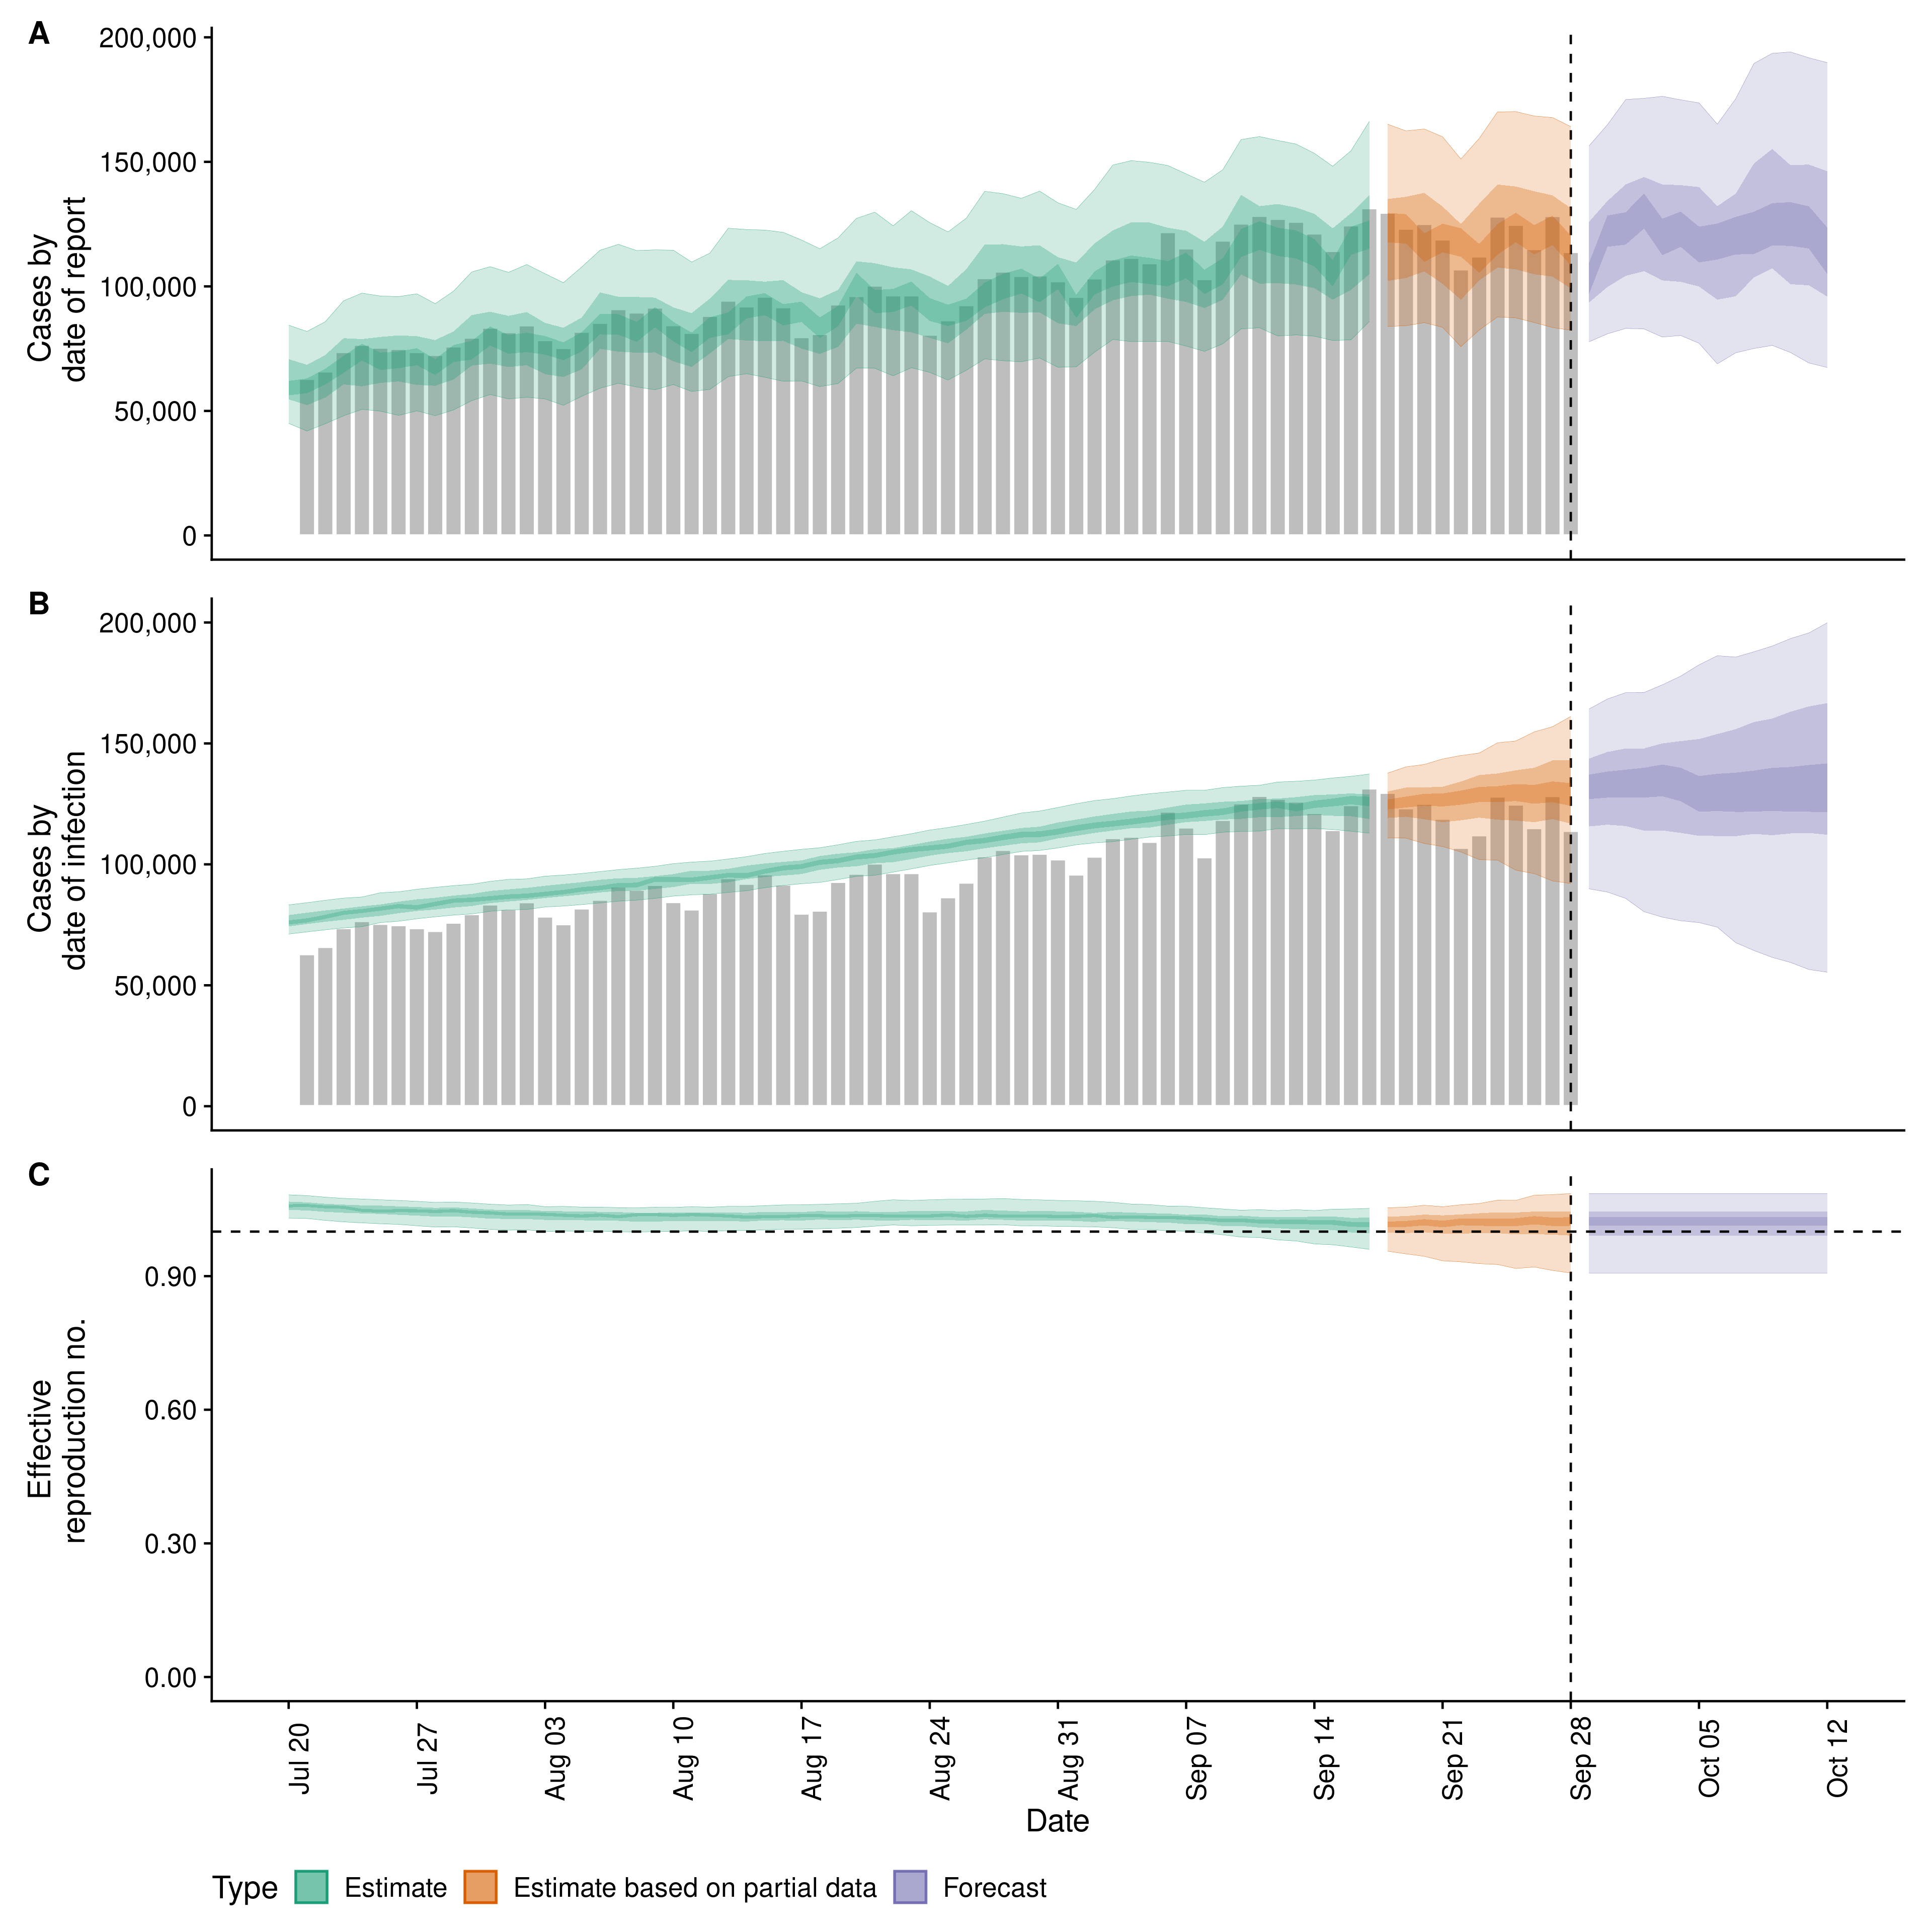 A
200,000
150,000
100,000
50,000
0
Cases by
date of report
B
200,000
150,000
100,000
50,000
0
Cases by
date of infection
C
0.90
0.60
0.30
0.00
Effective
reproduction no.
Jul 20
Jul 27
Aug 03
Aug 10
Aug 17
Aug 24
Aug 31
Sep 07
Sep 14
Sep 21
Sep 28
Oct 05
Oct 12
Date
Type Estimate Estimate based on partial data Forecast